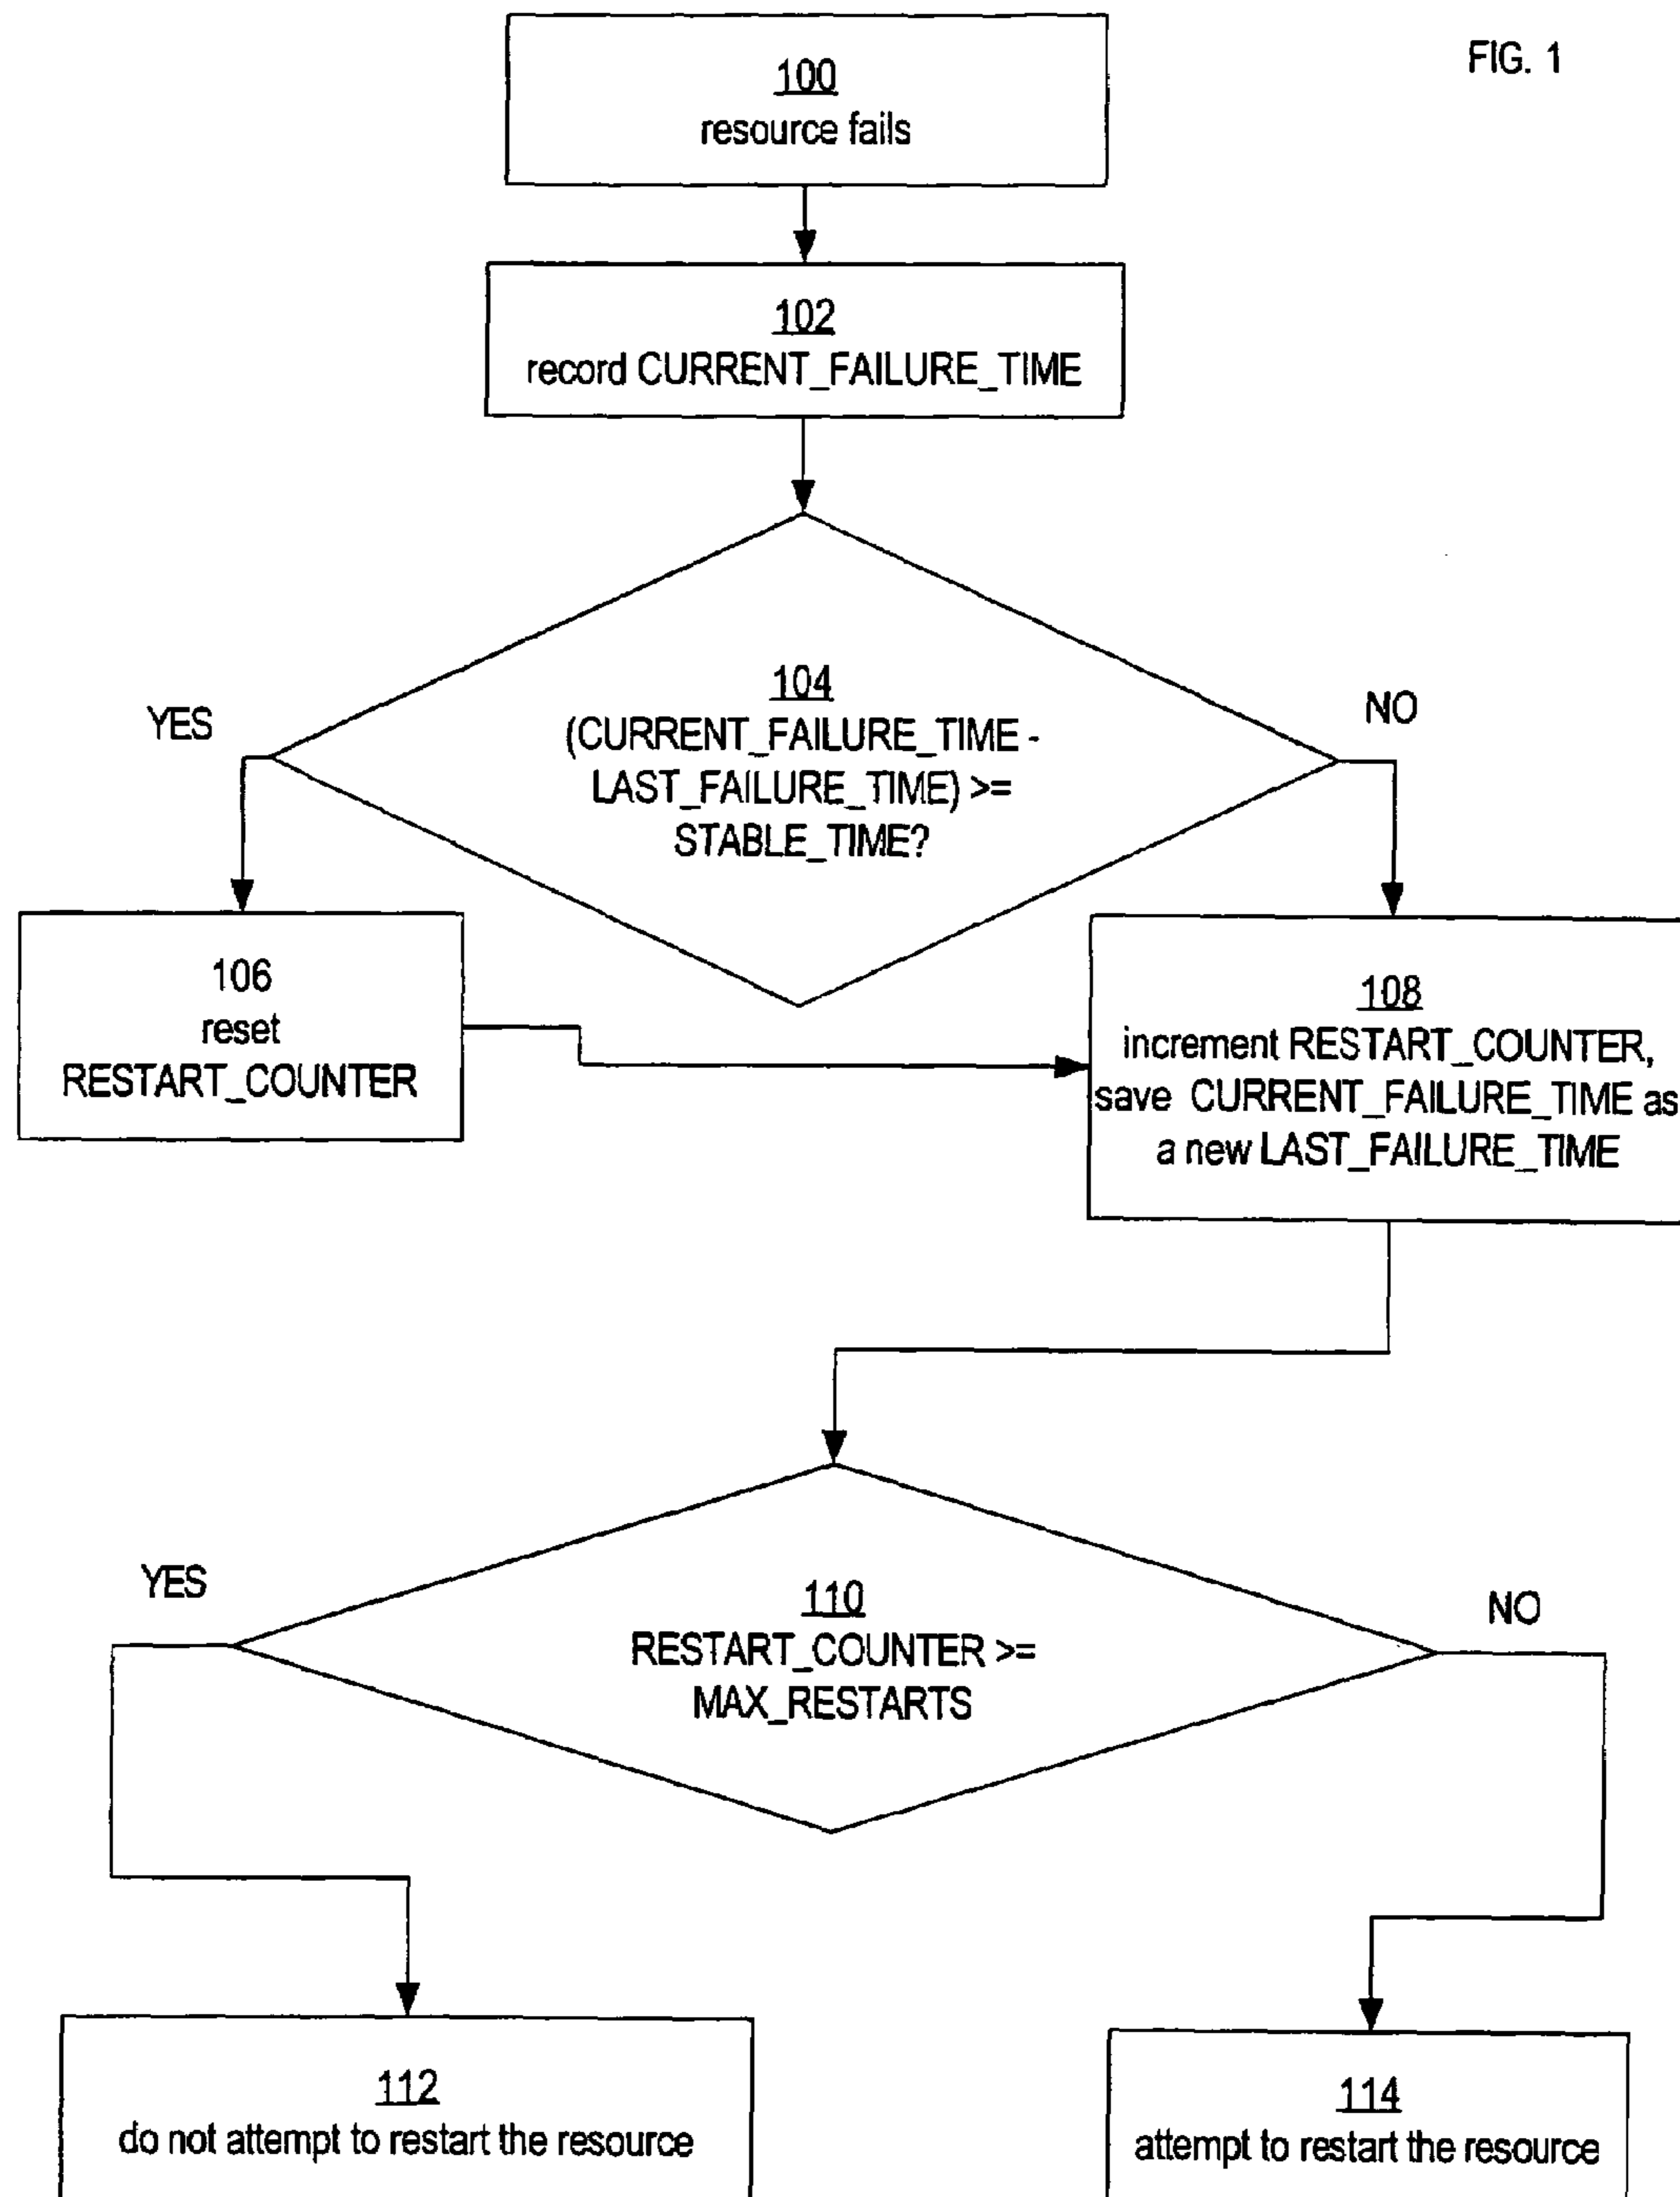 FIG. 1
100
resource fails
102
record CURRENT_FAILURE_TIME
104
(CURRENT_FAILURE_TIME -
LAST_FAILURE_TIME) >=
STABLE_TIME?
YES
NO
106
reset
RESTART_COUNTER
108
increment RESTART_COUNTER,
save CURRENT_FAILURE_TIME as
a new LAST_FAILURE_TIME
110
RESTART_COUNTER >=
MAX_RESTARTS
YES
NO
112
do not attempt to restart the resource
114
attempt to restart the resource